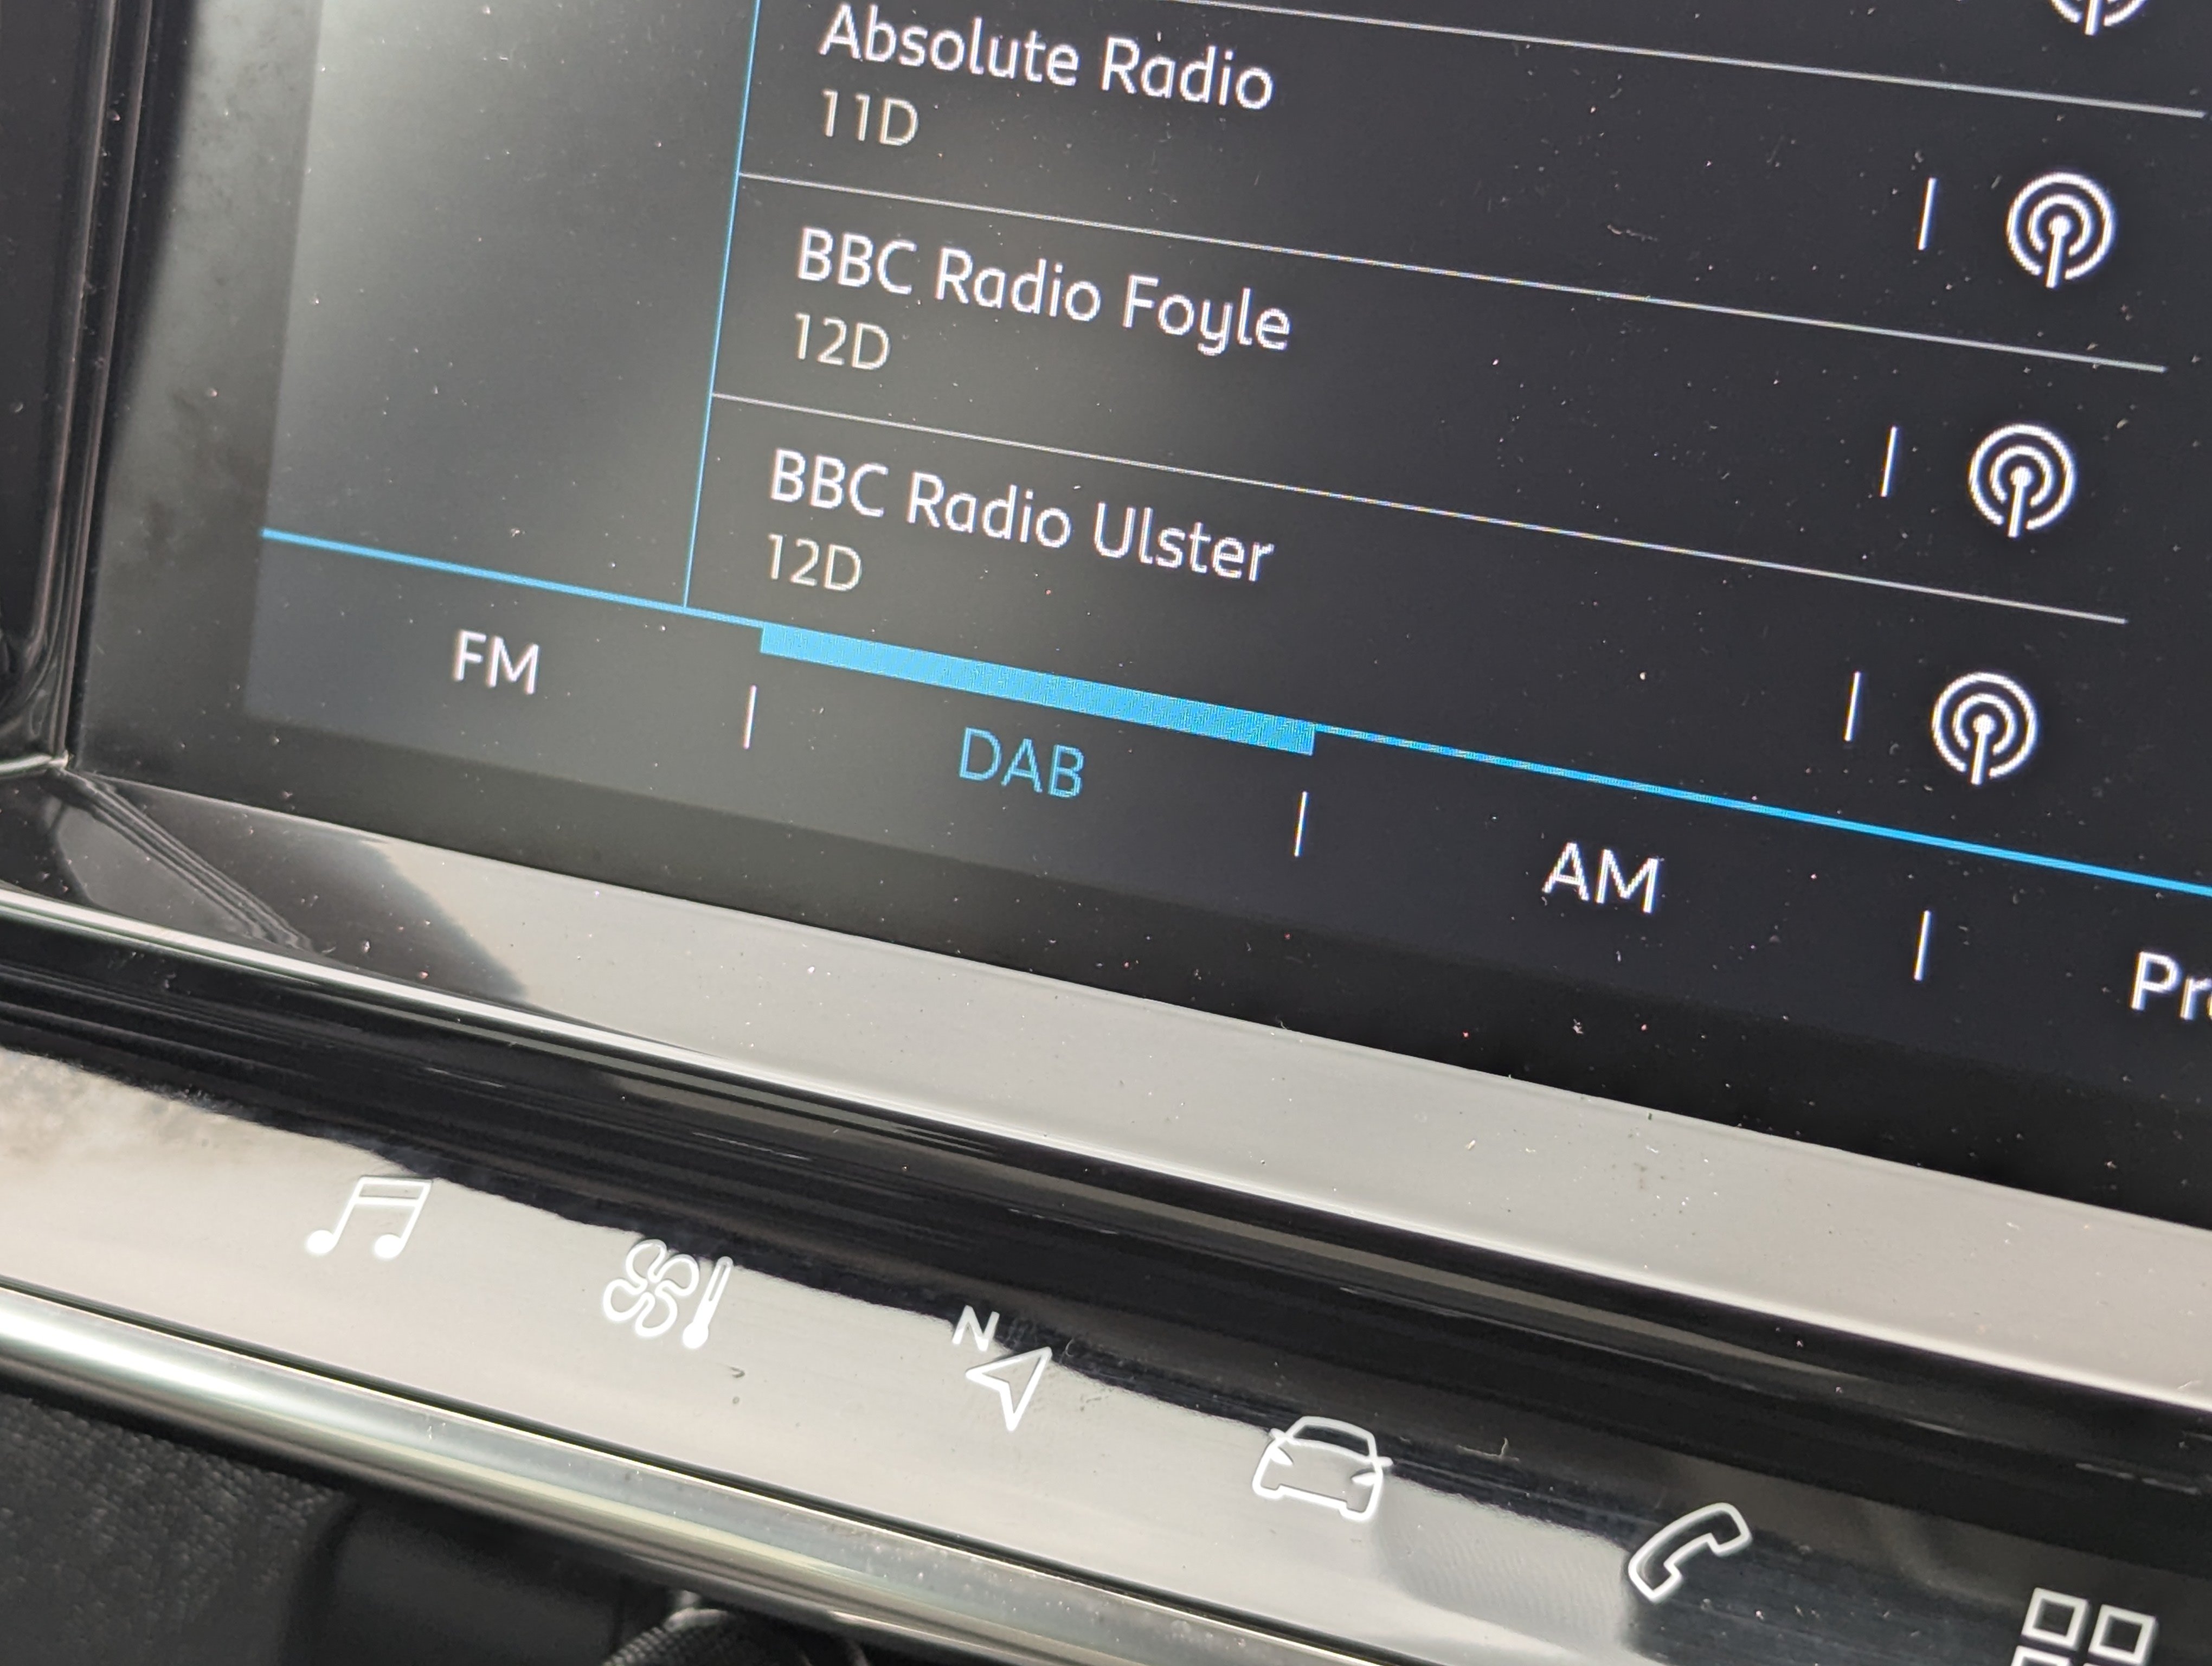 Absolute Radio
11D
BBC Radio Foyle
12D
BBC Radio Ulster
12D
FM
DAB
AM
N